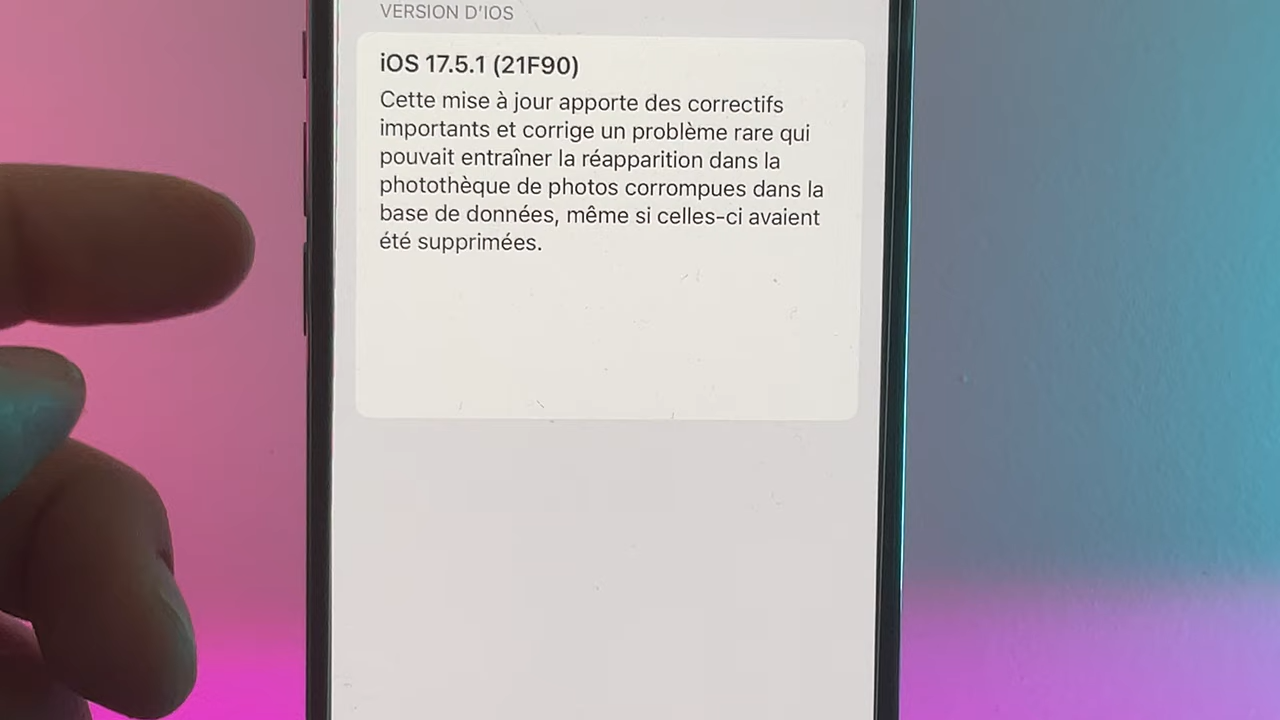 VERSION D'IOS
iOS 17.5.1 (21F90)
Cette mise à jour apporte des correctifs
importants et corrige un problème rare qui
pouvait entraîner la réapparition dans la
photothèque de photos corrompues dans la
base de données, même si celles-ci avaient
été supprimées.